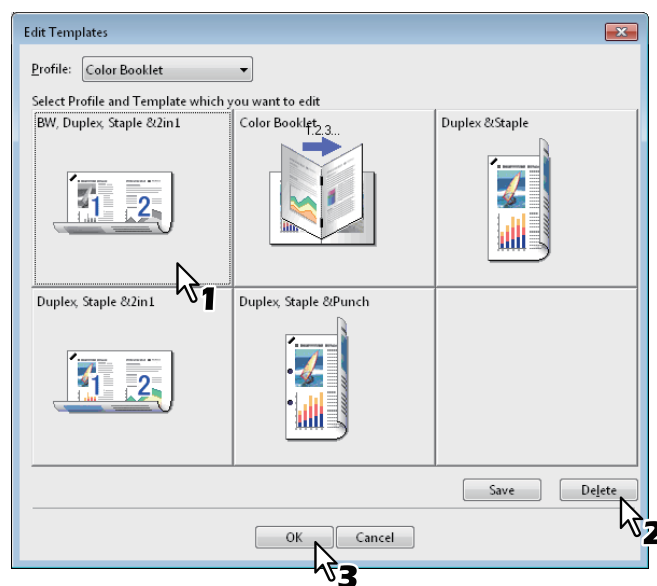 Edit Templates
Profile: Color Booklet
Select Profile and Template which you want to edit
BW, Duplex, Staple &2in1
Color Booklet
Duplex &Staple
1.2.3...
1 2
1
Duplex, Staple &2in1
Duplex, Staple &Punch
1 2
Save
Delete
2
OK
Cancel
3